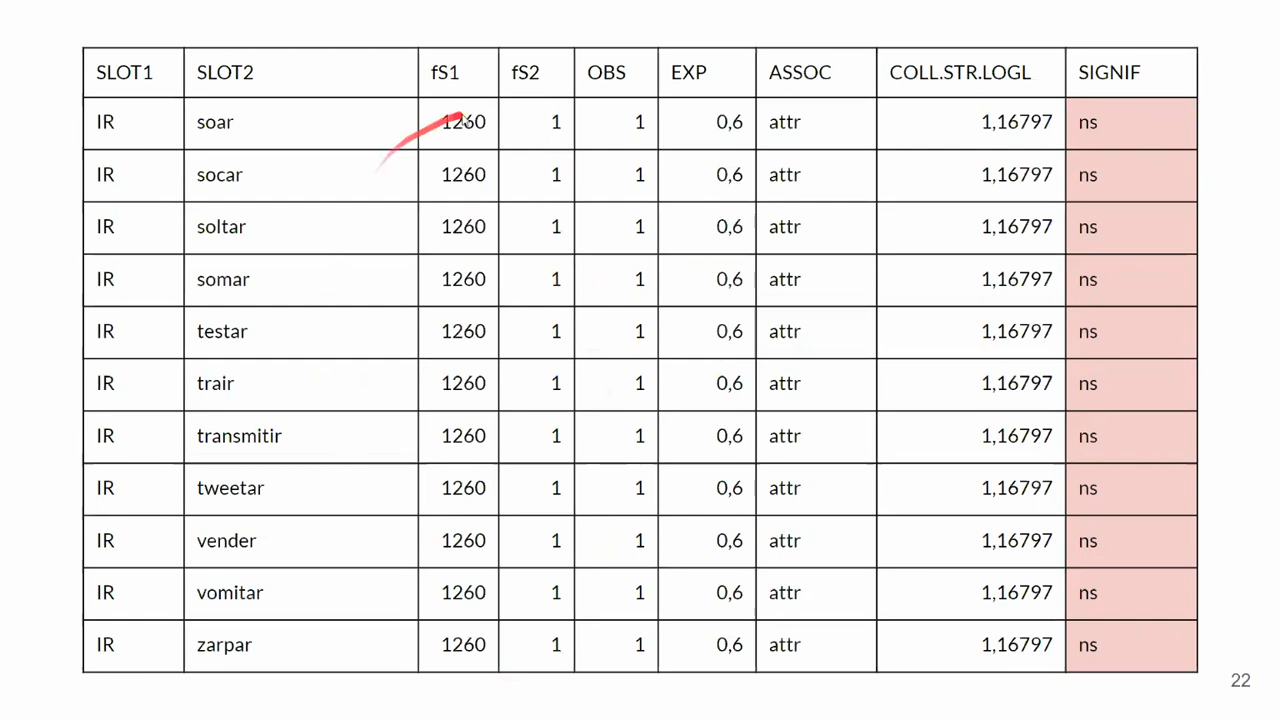 SLOT1 SLOT2 fS1 fS2 OBS EXP ASSOC COLL.STR.LOGL SIGNIF
IR soar 1260 1 1 0,6 attr 1,16797 ns
IR socar 1260 1 1 0,6 attr 1,16797 ns
IR soltar 1260 1 1 0,6 attr 1,16797 ns
IR somar 1260 1 1 0,6 attr 1,16797 ns
IR testar 1260 1 1 0,6 attr 1,16797 ns
IR trair 1260 1 1 0,6 attr 1,16797 ns
IR transmitir 1260 1 1 0,6 attr 1,16797 ns
IR tweetar 1260 1 1 0,6 attr 1,16797 ns
IR vender 1260 1 1 0,6 attr 1,16797 ns
IR vomitar 1260 1 1 0,6 attr 1,16797 ns
IR zarpar 1260 1 1 0,6 attr 1,16797 ns
22